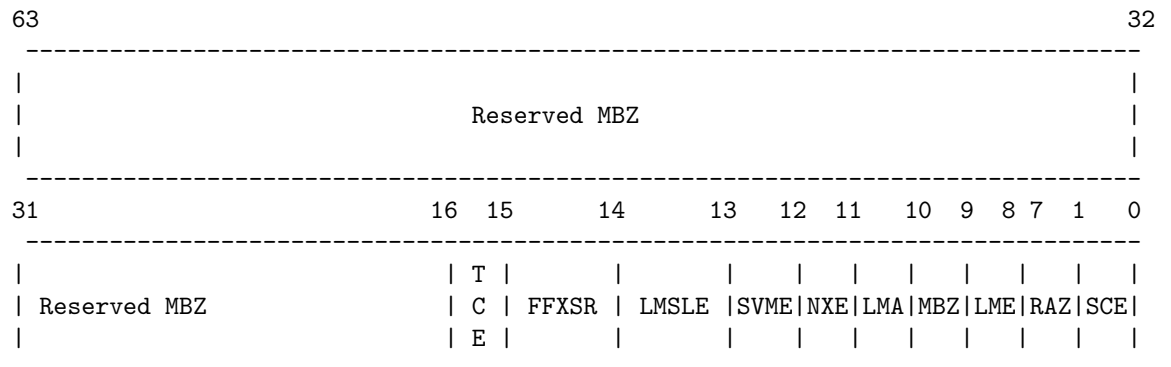 63 32
Reserved MBZ
31 16 15 14 13 12 11 10 9 8 7 1 0
T
Reserved MBZ C FFXSR LMSLE SVME NXE LMA MBZ LME RAZ SCE
E